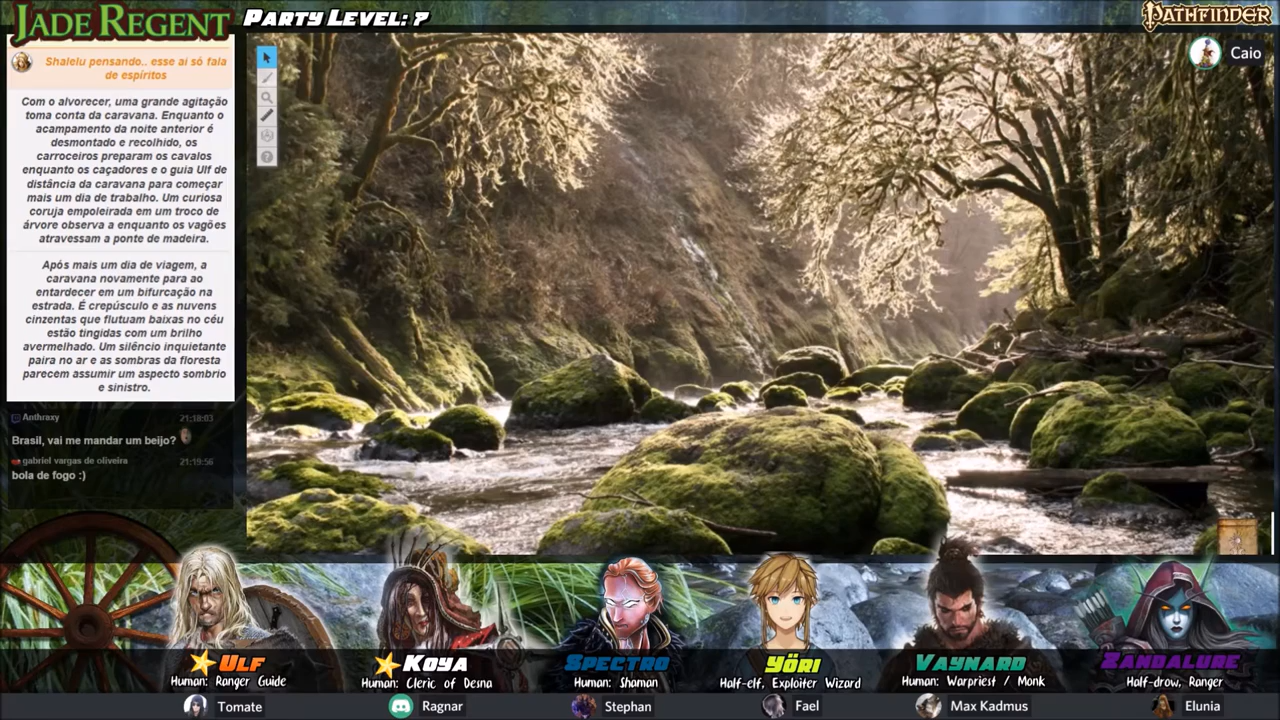 JADE REGENT
PARTY LEVEL: 7
PATHFINDER
Caio
Shalelu pensando.. esse ai só fala
de espíritos
Com o alvorecer, uma grande agitação
toma conta da caravana. Enquanto o
acampamento da noite anterior é
desmontado e recolhido, os
carroceiros preparam os cavalos
enquanto os caçadores e o guia Ulf de
distância da caravana para começar
mais um dia de trabalho. Um curiosa
coruja empoleirada em um troco de
árvore observa a enquanto os vagões
atravessam a ponte de madeira.
Após mais um dia de viagem, a
caravana novamente para ao
entardecer em um bifurcação na
estrada. É crepúsculo e as nuvens
cinzentas que flutuam baixas no céu
estão tingidas com um brilho
avermelhado. Um silêncio inquietante
paira no ar e as sombras da floresta
parecem assumir um aspecto sombrio
e sinistro.
Anthraxy 21:18:03
Brasil, vai me mandar um beijo?
gabriel vargas de oliveira 21:19:56
bola de fogo :)
ULF
Human: Ranger Guide
Tomate
KOYA
Human: Cleric of Desna
Ragnar
SPECTRO
Human: Shaman
Stephan
YÖRI
Half-elf, Exploiter Wizard
Fael
VAYNARD
Human: Warpriest / Monk
Max Kadmus
ZANDALURE
Half-drow, Ranger
Elunia